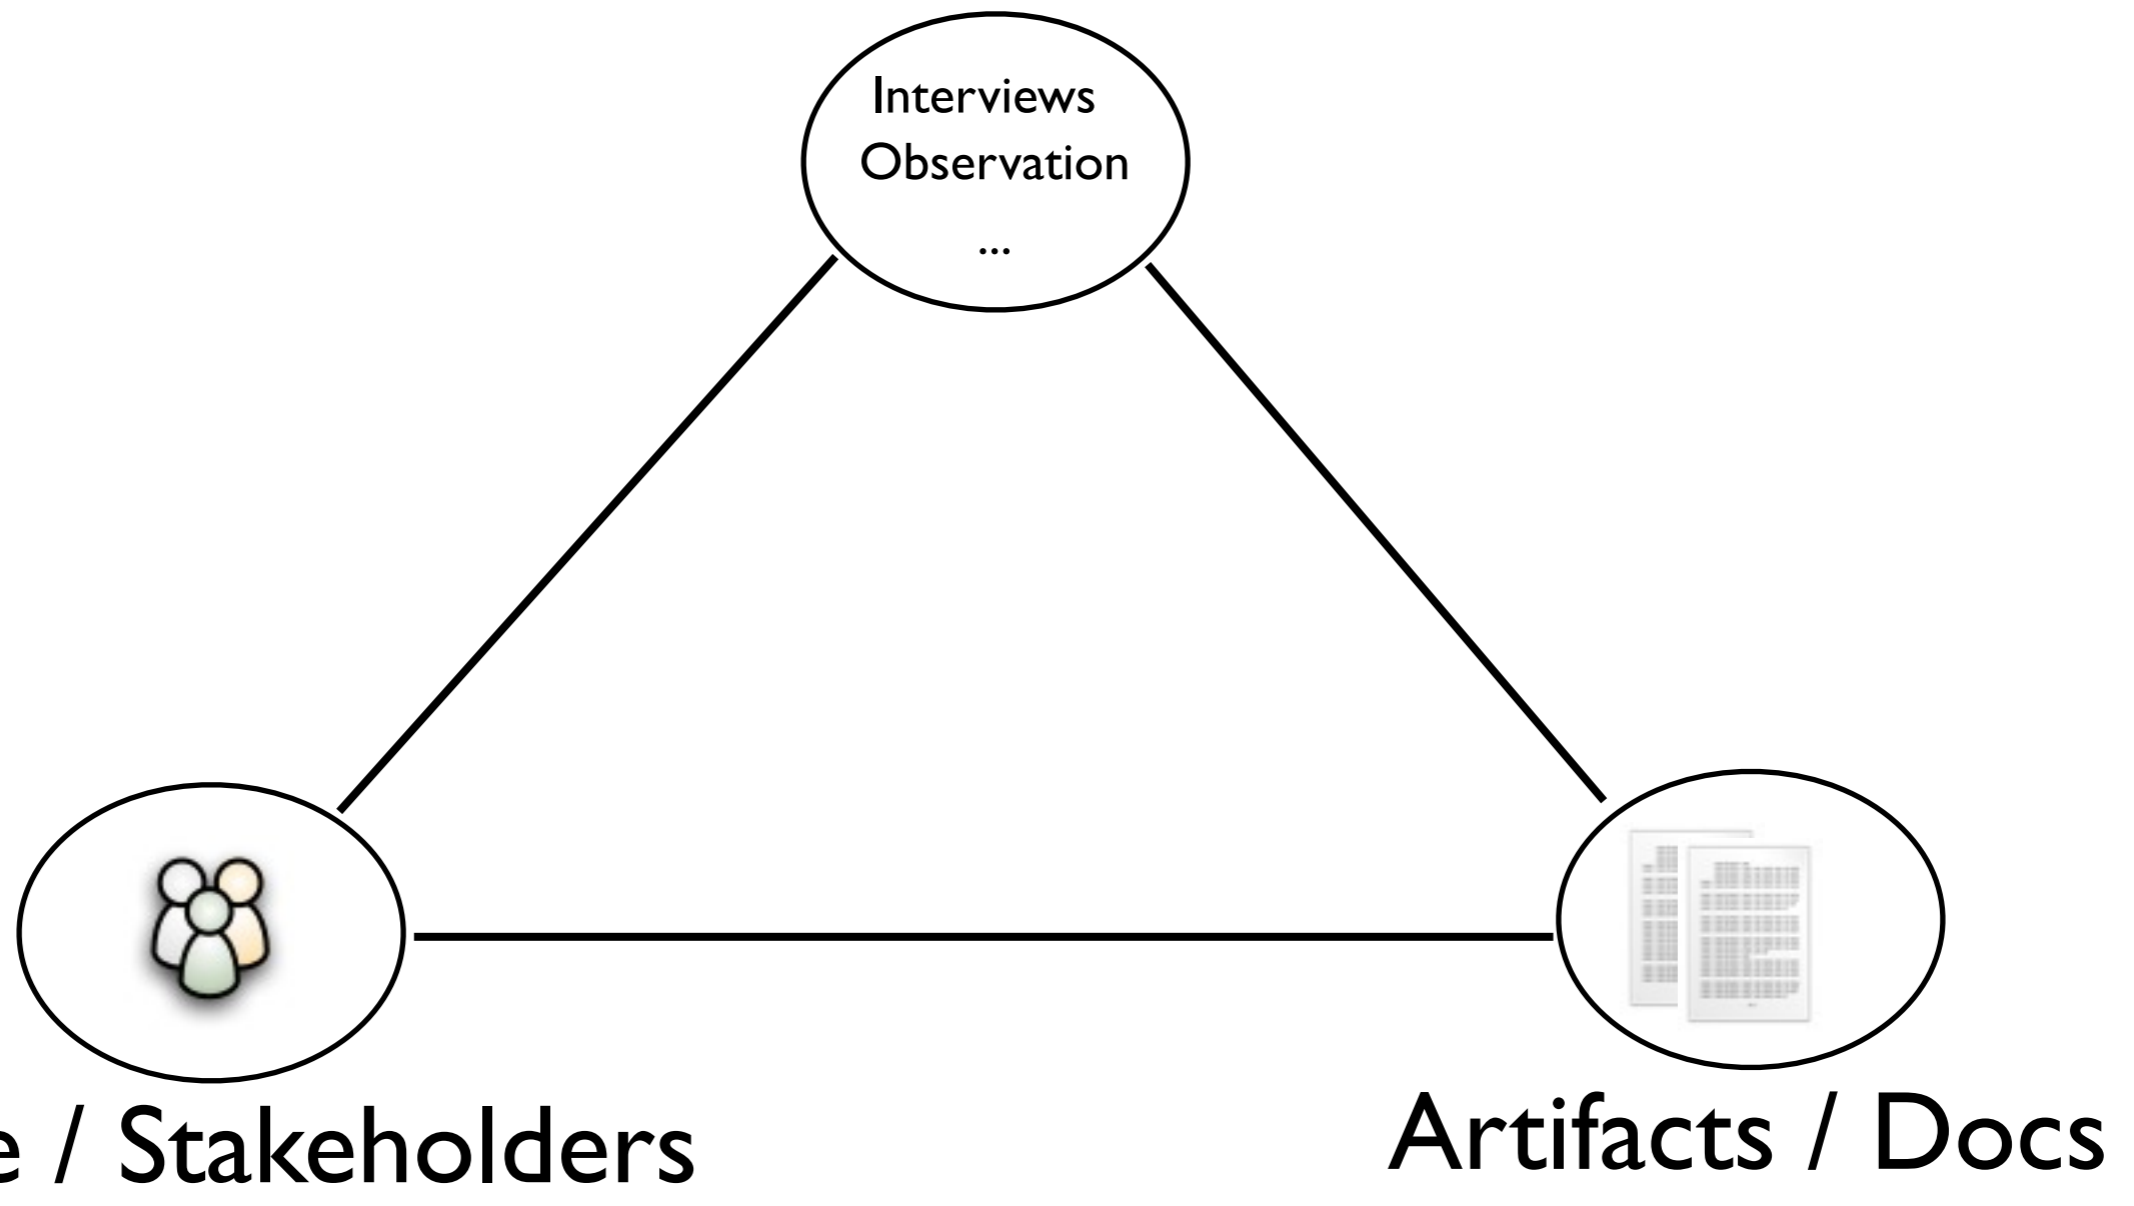 Interviews
Observation
...
e / Stakeholders
Artifacts / Docs